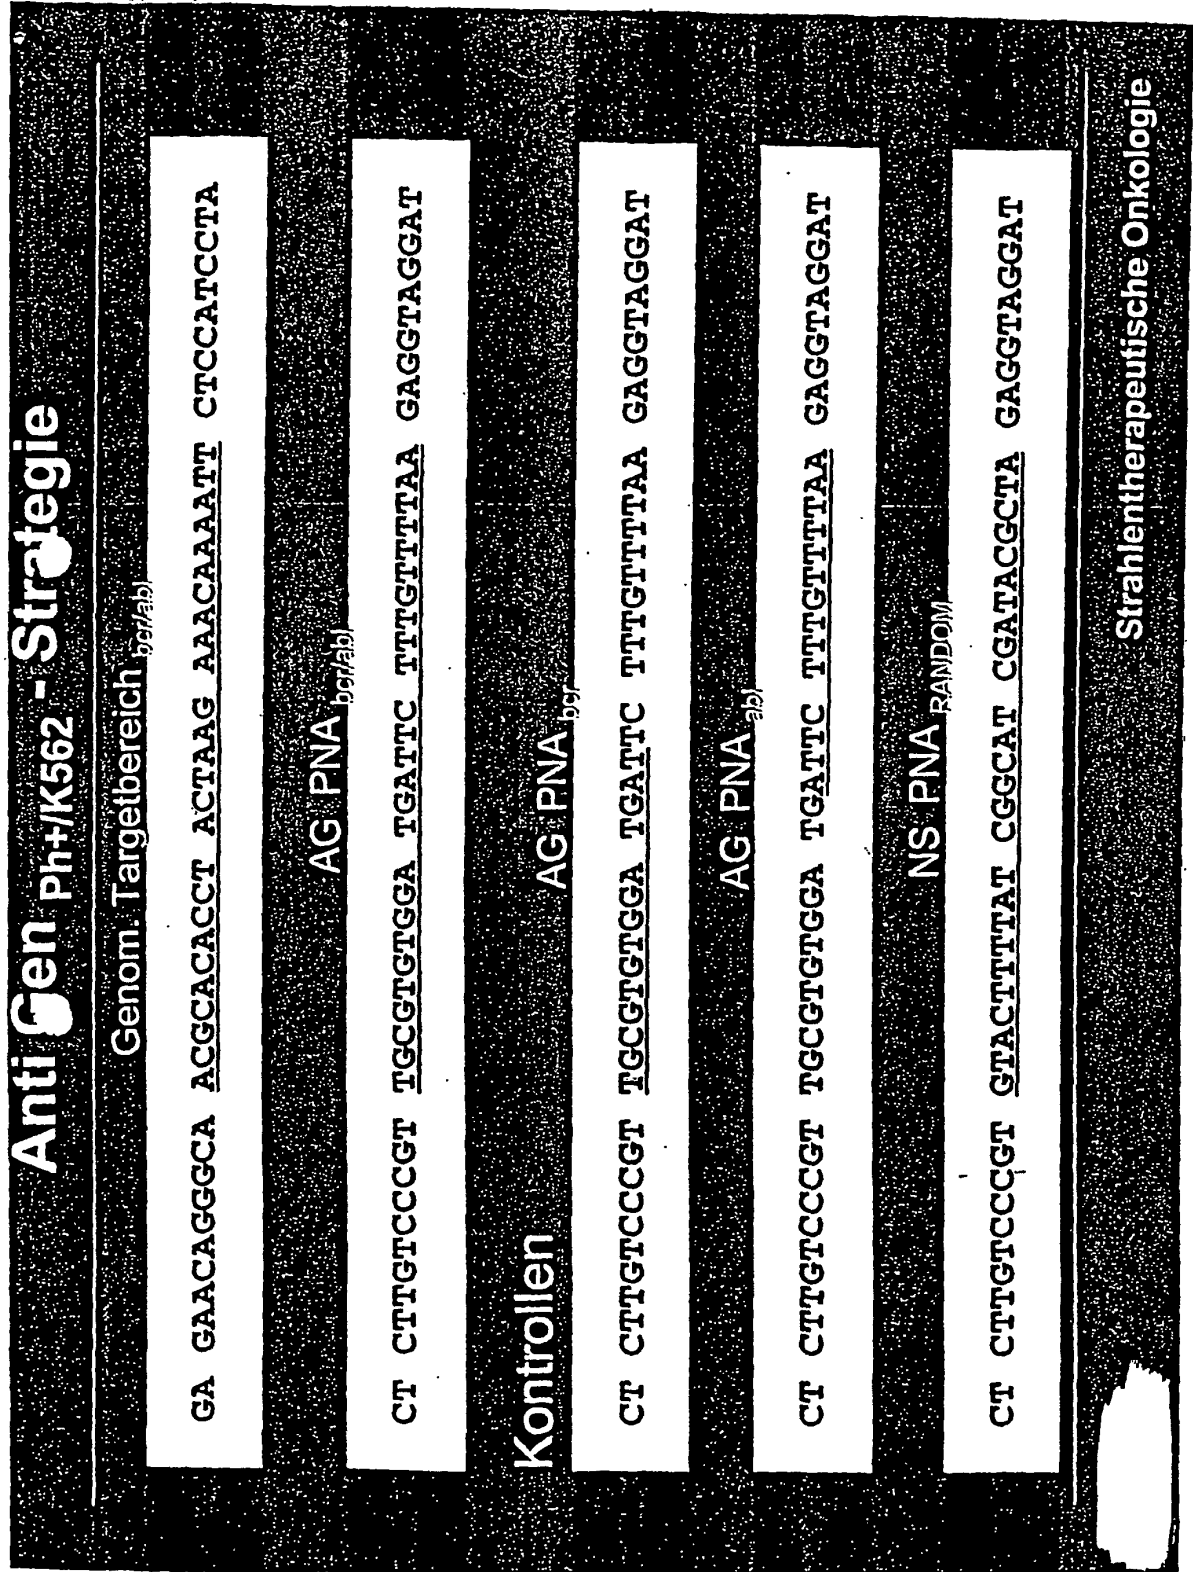 Anti Gen Ph+/K562 - Strategie
Genom. Targetbereich bcr/abl
GA GAACAGGGCA ACGCACACCT ACTAAG AAACAAAATT CTCCATCCTA
AG PNA bcr/abl
CT CTTGTCCCGT TGCGTGTGGA TGATTC TTTGTTTTAA GAGGTAGGAT
Kontrollen
AG PNA bcr
CT CTTGTCCCGT TGCGTGTGGA TGATTC TTTGTTTTAA GAGGTAGGAT
AG PNA abl
CT CTTGTCCCGT TGCGTGTGGA TGATTC TTTGTTTTAA GAGGTAGGAT
NS PNA RANDOM
CT CTTGTCCCGT GTACTTTTAT CGGCAT CGATACGCTA GAGGTAGGAT
Strahlentherapeutische Onkologie